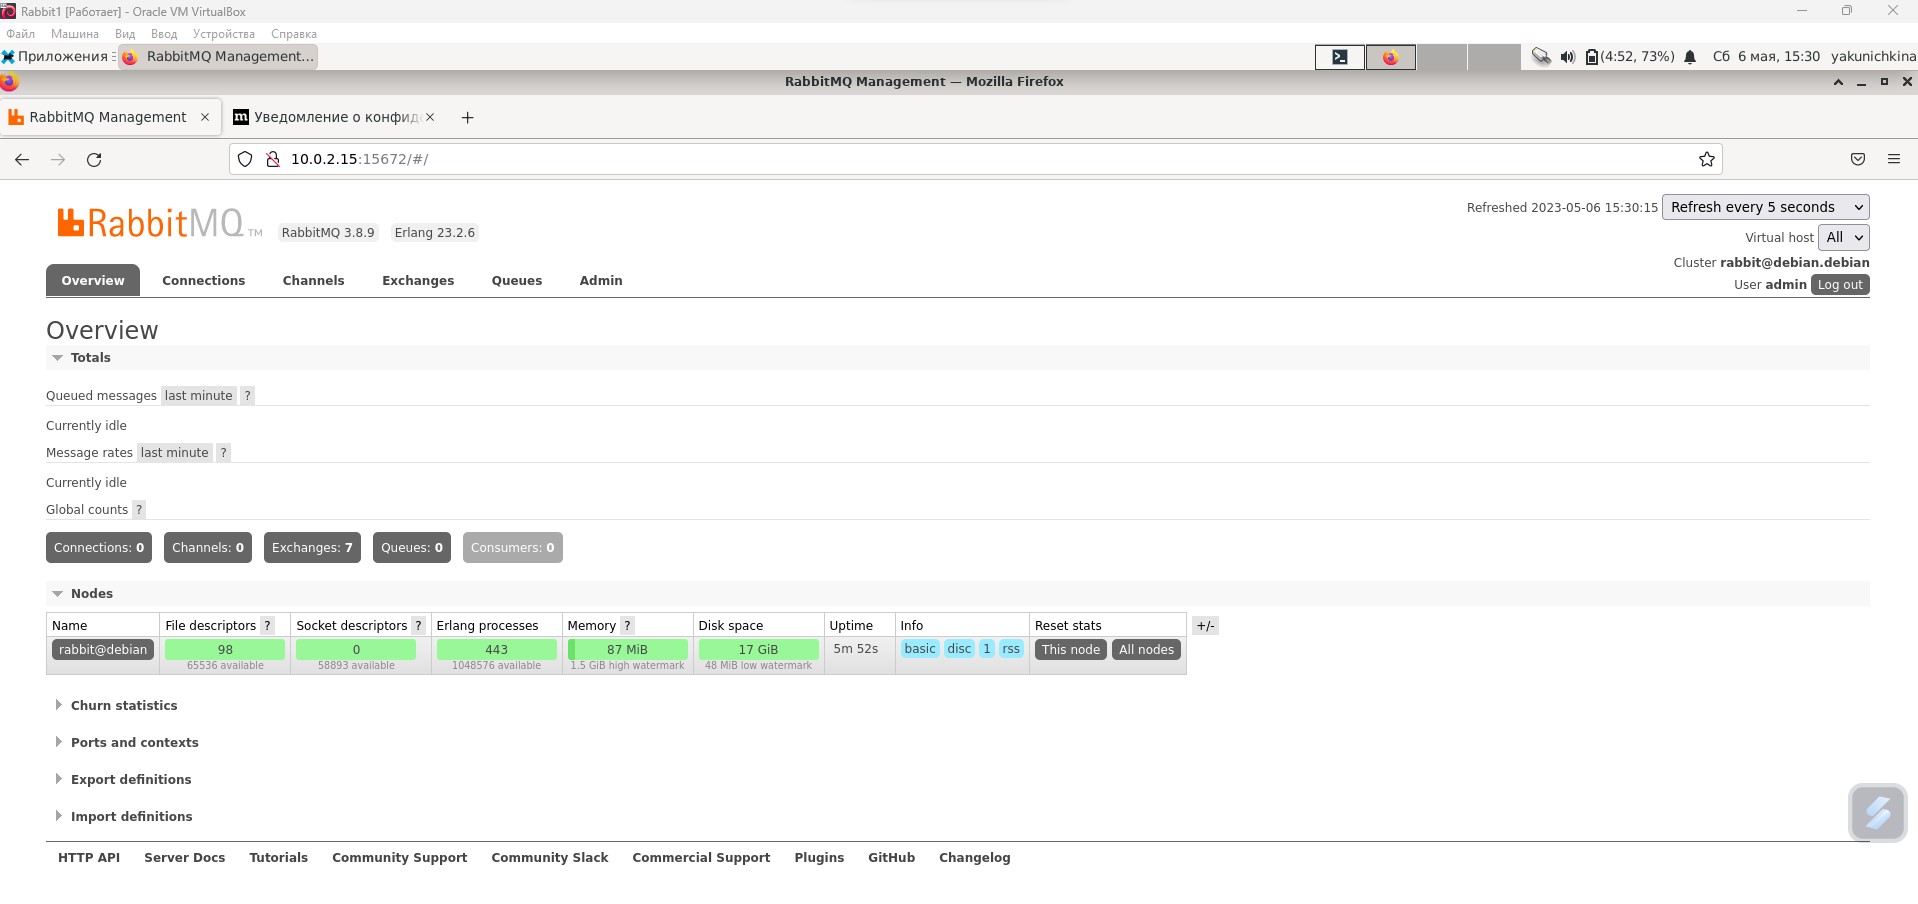 Rabbit1 [Работает] - Oracle VM VirtualBox
Файл Машина Вид Ввод Устройства Справка
Приложения RabbitMQ Management... (4:52, 73%) Сб 6 мая, 15:30 yakunichkina
RabbitMQ Management — Mozilla Firefox
RabbitMQ Management Уведомление о конфид
10.0.2.15:15672/#/
Refreshed 2023-05-06 15:30:15 Refresh every 5 seconds
RabbitMQ TM RabbitMQ 3.8.9 Erlang 23.2.6
Virtual host All
Cluster rabbit@debian.debian
User admin Log out
Overview Connections Channels Exchanges Queues Admin
Overview
Totals
Queued messages last minute ?
Currently idle
Message rates last minute ?
Currently idle
Global counts ?
Connections: 0 Channels: 0 Exchanges: 7 Queues: 0 Consumers: 0
Nodes
Name File descriptors ? Socket descriptors ? Erlang processes Memory ? Disk space Uptime Info Reset stats +/-
rabbit@debian 98 0 443 87 MiB 17 GiB 5m 52s basic disc 1 rss This node All nodes
65536 available 58893 available 1048576 available 1.5 GiB high watermark 48 MiB low watermark
Churn statistics
Ports and contexts
Export definitions
Import definitions
HTTP API Server Docs Tutorials Community Support Community Slack Commercial Support Plugins GitHub Changelog